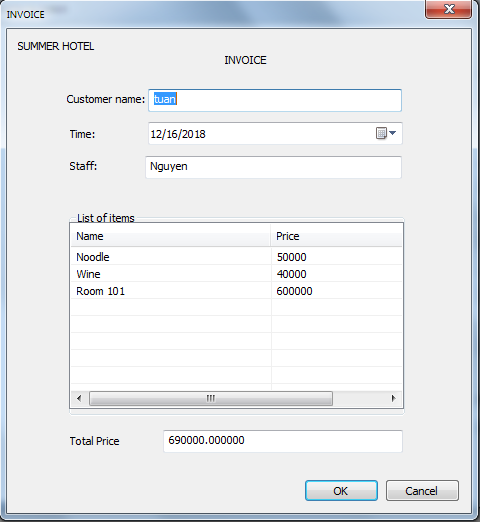 INVOICE
SUMMER HOTEL
INVOICE
Customer name: tuan
Time: 12/16/2018
Staff: Nguyen
List of items
Name Price
Noodle 50000
Wine 40000
Room 101 600000
Total Price 690000.000000
OK Cancel